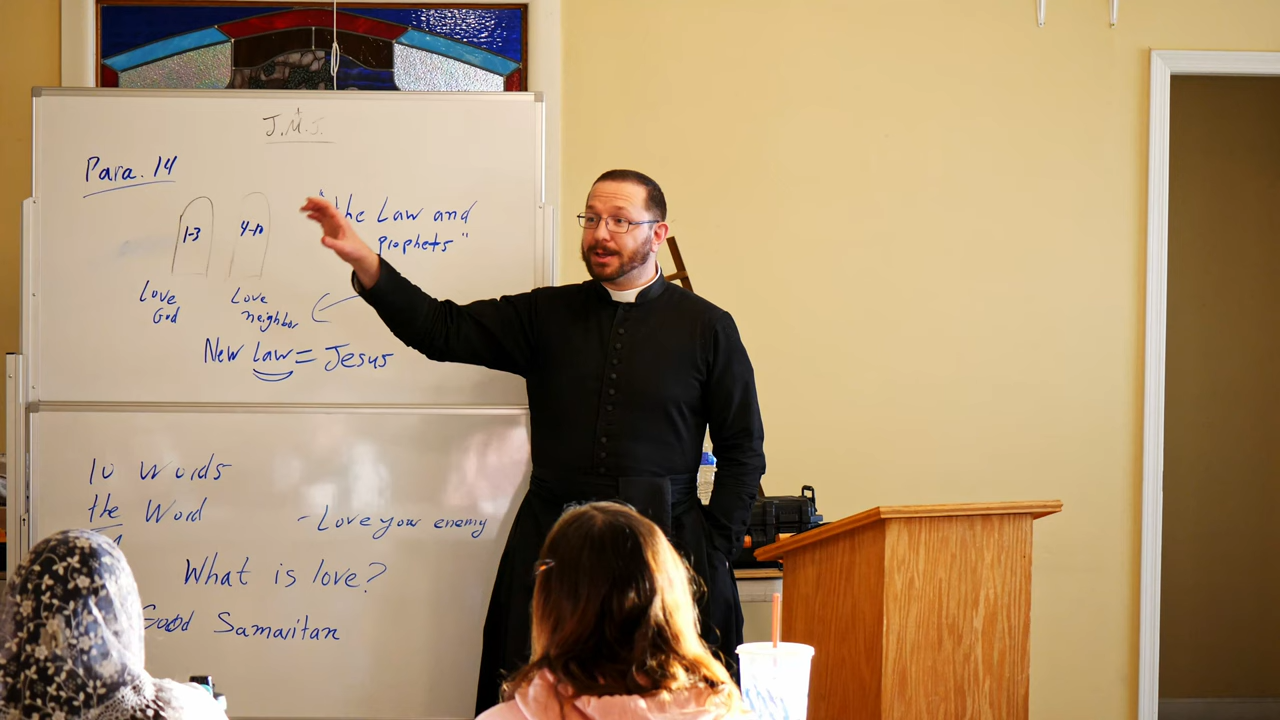 J.M.J.
Para. 14
1-3
4-10
"the Law and
prophets"
Love
God
Love
neighbor
New Law = Jesus
10 Words
the Word
- Love your enemy
What is love?
Good Samaritan